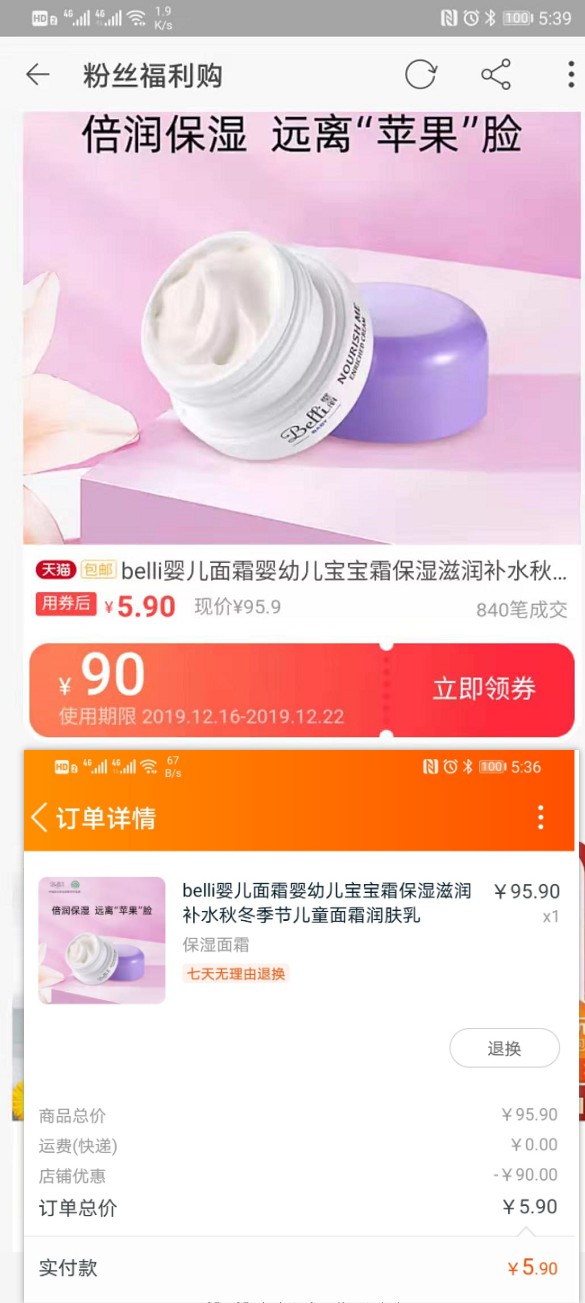 HD 2 4G 4G 1.9 K/s 100 5:39
粉丝福利购
倍润保湿 远离“苹果”脸
NOURISH ME
ENRICHED CREAM
Belli
BABY
天猫 包邮 belli婴儿面霜婴幼儿宝宝霜保湿滋润补水秋...
用券后 ¥5.90 现价¥95.9 840笔成交
¥ 90
使用期限 2019.12.16-2019.12.22
立即领券
HD 2 4G 4G 67 B/s 100 5:36
订单详情
倍润保湿 远离“苹果”脸
belli婴儿面霜婴幼儿宝宝霜保湿滋润 ¥95.90
补水秋冬季节儿童面霜润肤乳 x1
保湿面霜
七天无理由退换
退换
商品总价 ¥95.90
运费(快递) ¥0.00
店铺优惠 -¥90.00
订单总价 ¥5.90
实付款 ¥5.90